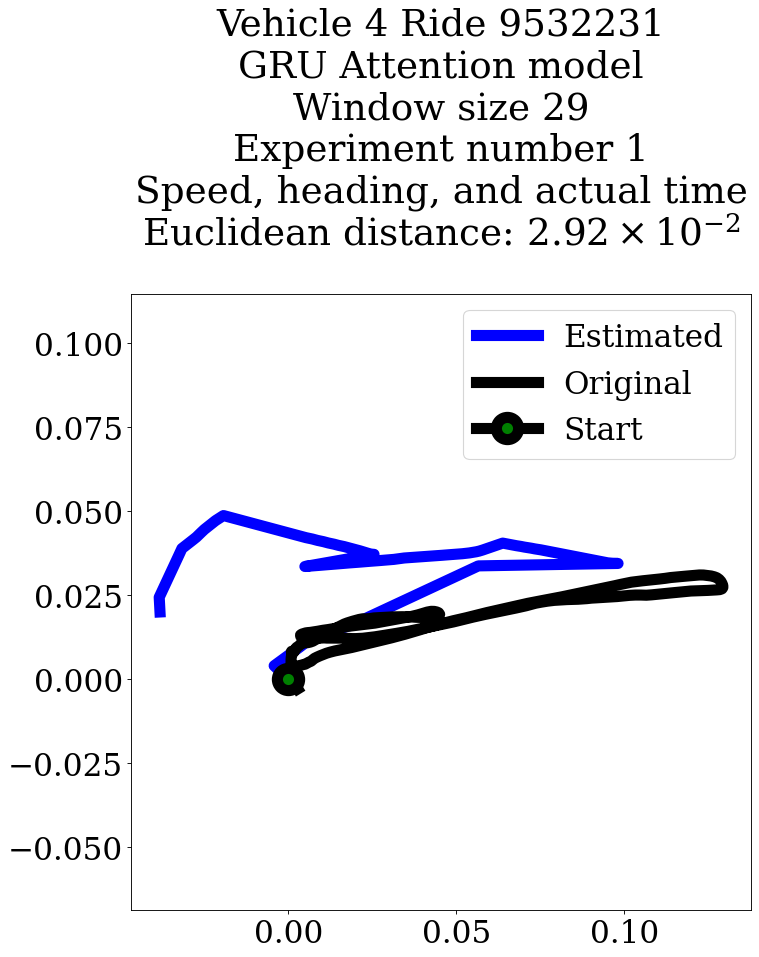 Vehicle 4 Ride 9532231
GRU Attention model
Window size 29
Experiment number 1
Speed, heading, and actual time
Euclidean distance: 2.92 × 10⁻²
Estimated
Original
Start
0.100
0.075
0.050
0.025
0.000
−0.025
−0.050
0.00 0.05 0.10